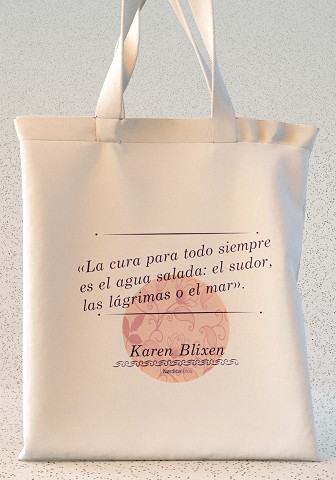 «La cura para todo siempre
es el agua salada: el sudor,
las lágrimas o el mar».
Karen Blixen